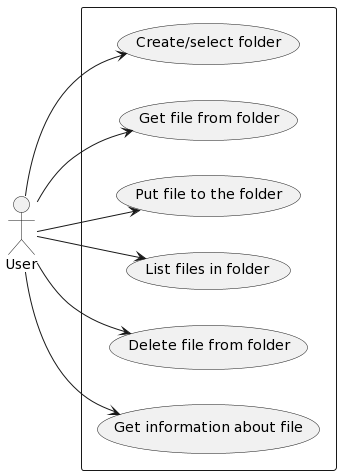 Create/select folder
Get file from folder
Put file to the folder
User
List files in folder
Delete file from folder
Get information about file